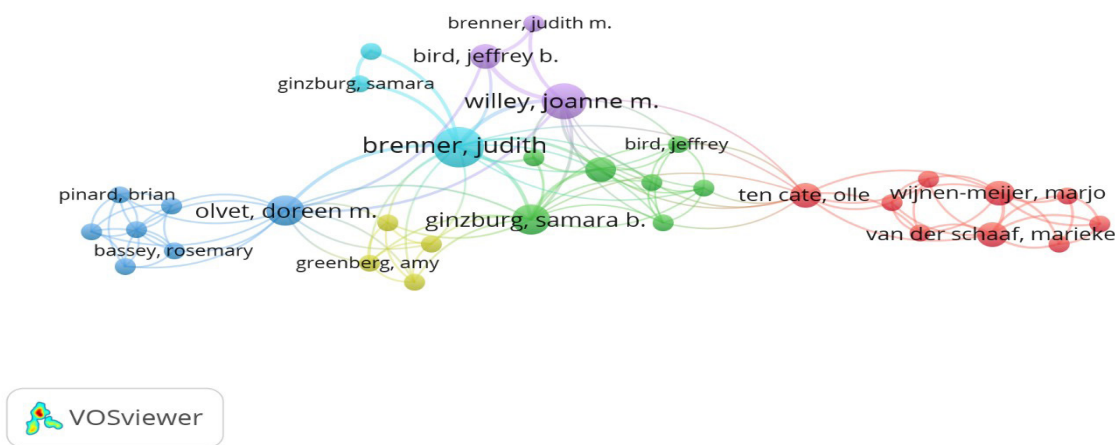 brenner, judith m.
bird, jeffrey b.
ginzburg, samara
willey, joanne m.
brenner, judith
bird, jeffrey
pinard, brian
ten cate, olle
wijnen-meijer, marjo
olvet, doreen m.
ginzburg, samara b.
van der schaaf, marieke
bassey, rosemary
greenberg, amy
VOSviewer